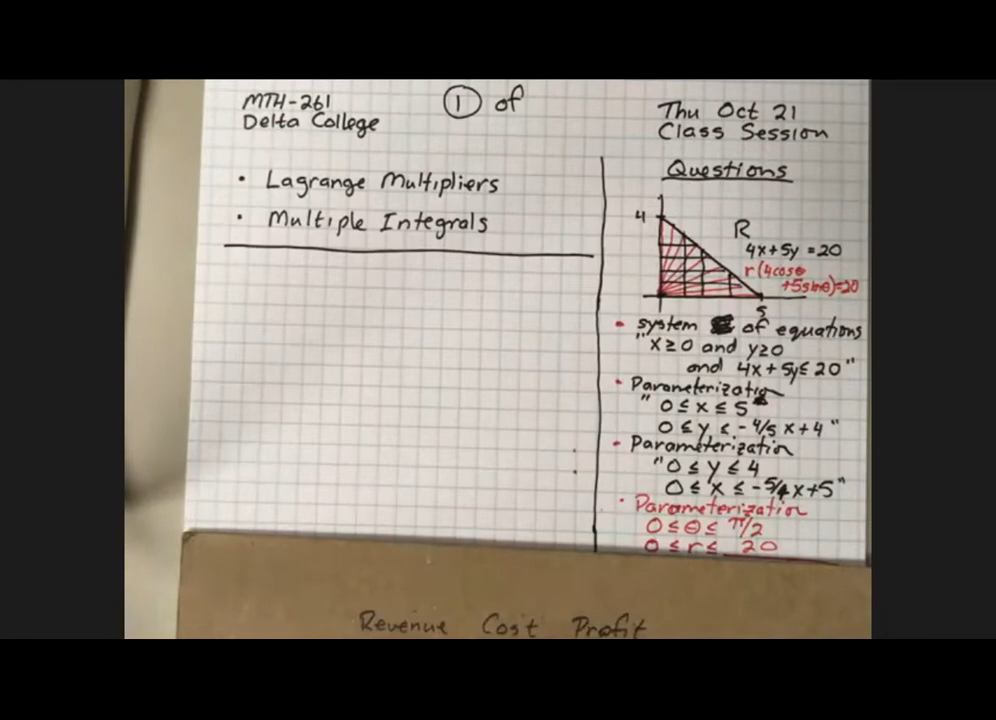 MTH-261
Delta College
1 of
Thu Oct 21
Class Session
• Lagrange Multipliers
• Multiple Integrals
Questions
4
R
4x+5y=20
r(4cosθ
+5sinθ)=20
5
• system of equations
"x≥0 and y≥0
and 4x+5y≤20"
• Parameterization
"0≤x≤5
0≤y≤-4/5x+4"
• Parameterization
"0≤y≤4
0≤x≤-5/4x+5"
• Parameterization
0≤θ≤π/2
0≤r≤ 20
Revenue Cost Profit